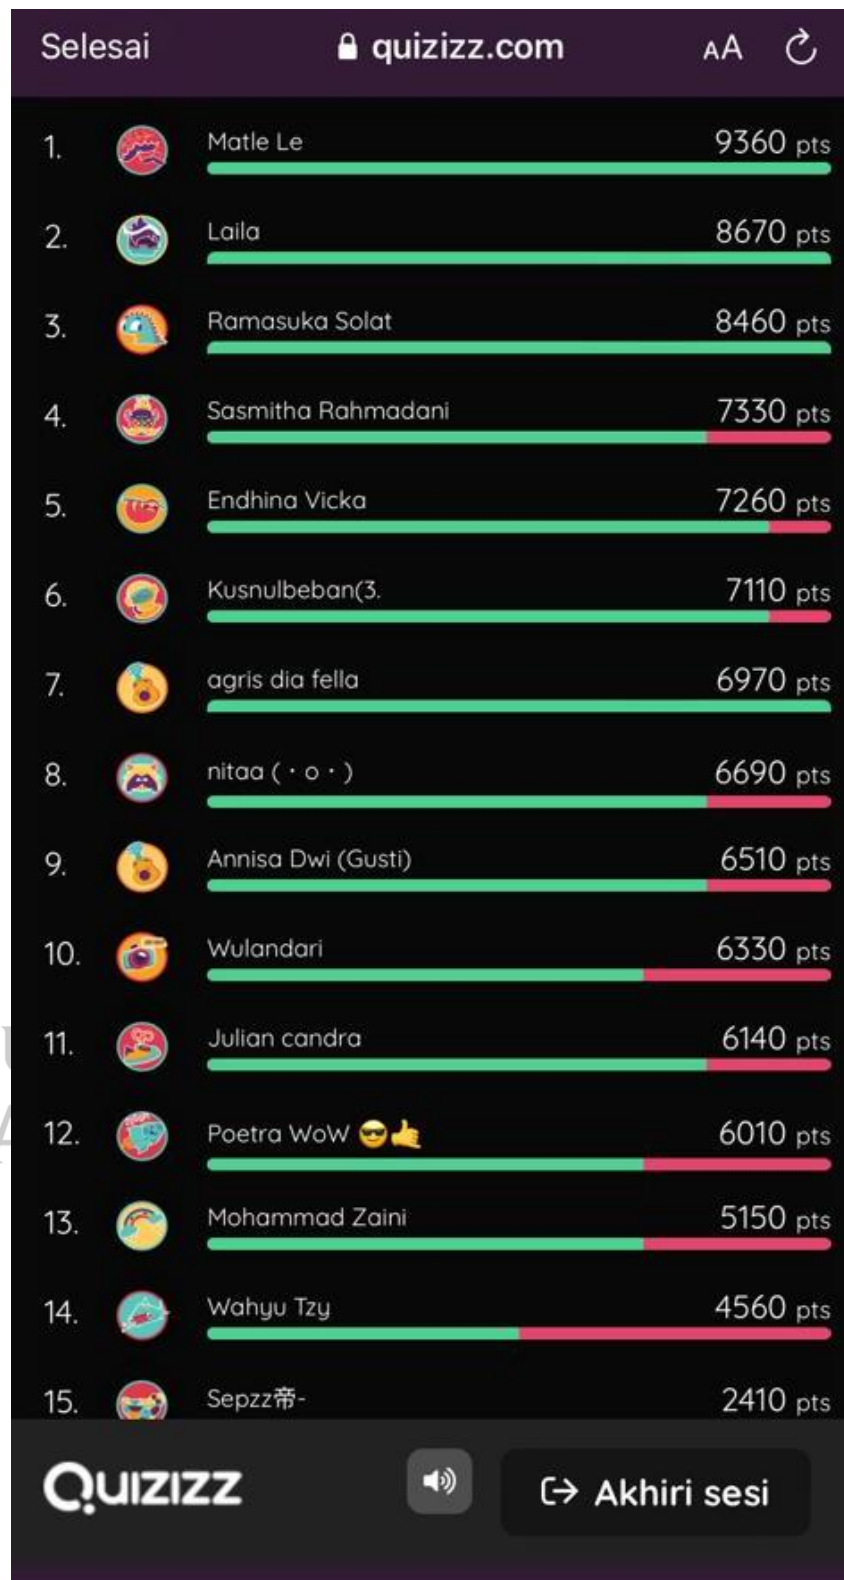 Selesai quizizz.com AA
1. Matle Le 9360 pts
2. Laila 8670 pts
3. Ramasuka Solat 8460 pts
4. Sasmitha Rahmadani 7330 pts
5. Endhina Vicka 7260 pts
6. Kusnulbeban(3. 7110 pts
7. agris dia fella 6970 pts
8. nitaa (・o・) 6690 pts
9. Annisa Dwi (Gusti) 6510 pts
10. Wulandari 6330 pts
11. Julian candra 6140 pts
12. Poetra WoW 😎🤙 6010 pts
13. Mohammad Zaini 5150 pts
14. Wahyu Tzy 4560 pts
15. Sepzz帝- 2410 pts
Quizizz Akhiri sesi